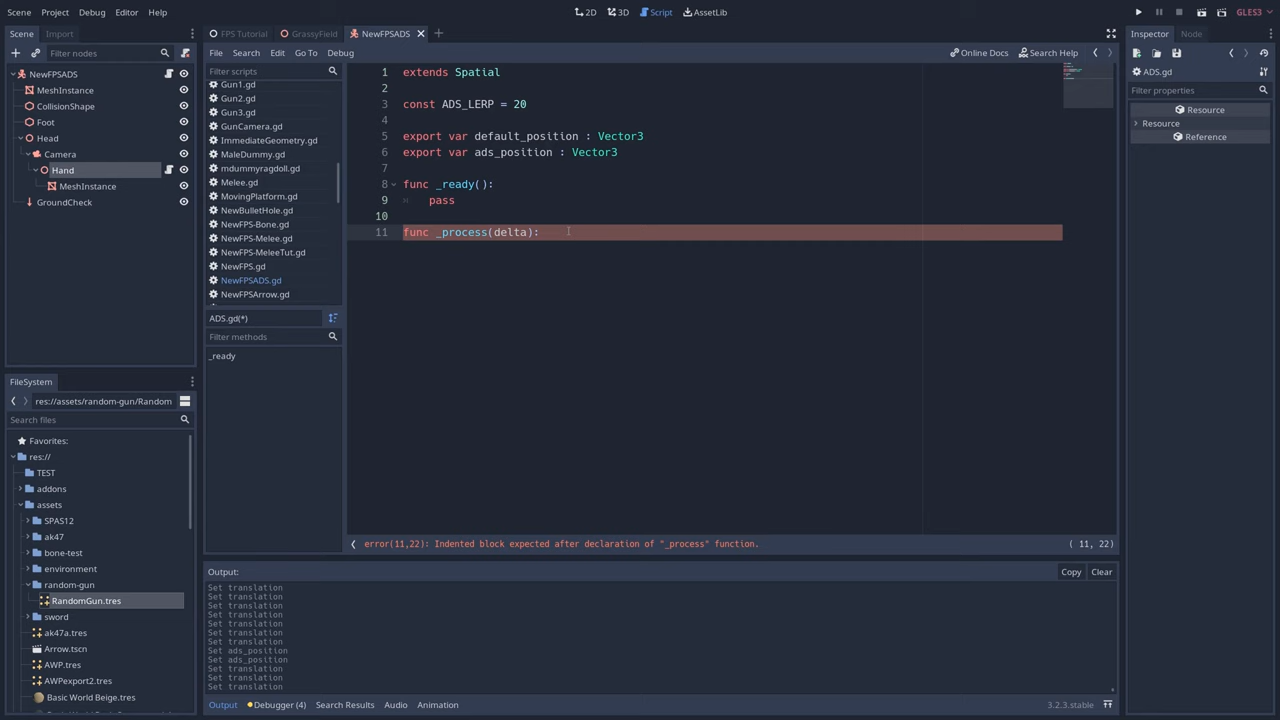 Scene Project Debug Editor Help
2D 3D Script AssetLib
GLES3
Scene Import
Filter nodes
NewFPSADS
MeshInstance
CollisionShape
Foot
Head
Camera
Hand
MeshInstance
GroundCheck
FileSystem
res://assets/random-gun/Random
Search files
Favorites:
res://
TEST
addons
assets
SPAS12
ak47
bone-test
environment
random-gun
RandomGun.tres
sword
ak47a.tres
Arrow.tscn
AWP.tres
AWPexport2.tres
Basic World Beige.tres
FPS Tutorial GrassyField NewFPSADS
File Search Edit Go To Debug
Online Docs Search Help
Filter scripts
Gun1.gd
Gun2.gd
Gun3.gd
GunCamera.gd
ImmediateGeometry.gd
MaleDummy.gd
mdummyragdoll.gd
Melee.gd
MovingPlatform.gd
NewBulletHole.gd
NewFPS-Bone.gd
NewFPS-Melee.gd
NewFPS-MeleeTut.gd
NewFPS.gd
NewFPSADS.gd
NewFPSArrow.gd
ADS.gd(*)
Filter methods
_ready
1 extends Spatial
2
3 const ADS_LERP = 20
4
5 export var default_position : Vector3
6 export var ads_position : Vector3
7
8 func _ready():
9 pass
10
11 func _process(delta):
error(11,22): Indented block expected after declaration of "_process" function.
( 11, 22)
Output:
Copy Clear
Set translation
Set translation
Set translation
Set translation
Set translation
Set translation
Set translation
Set ads_position
Set ads_position
Set translation
Set translation
Set translation
Output Debugger (4) Search Results Audio Animation
3.2.3.stable
Inspector Node
ADS.gd
Filter properties
Resource
Resource
Reference